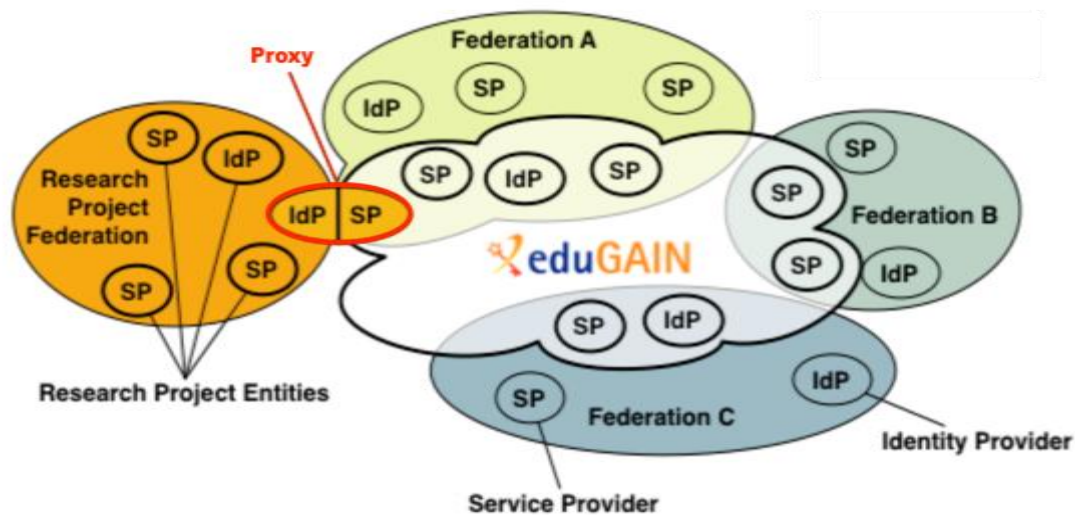 Proxy
Federation A
SP
SP
IdP
SP
IdP
SP
SP
IdP
Research
Project
Federation
IdP
SP
SP
SP
Research Project Entities
eduGAIN
SP
SP
Federation B
SP
IdP
SP
IdP
SP
IdP
Federation C
Identity Provider
Service Provider